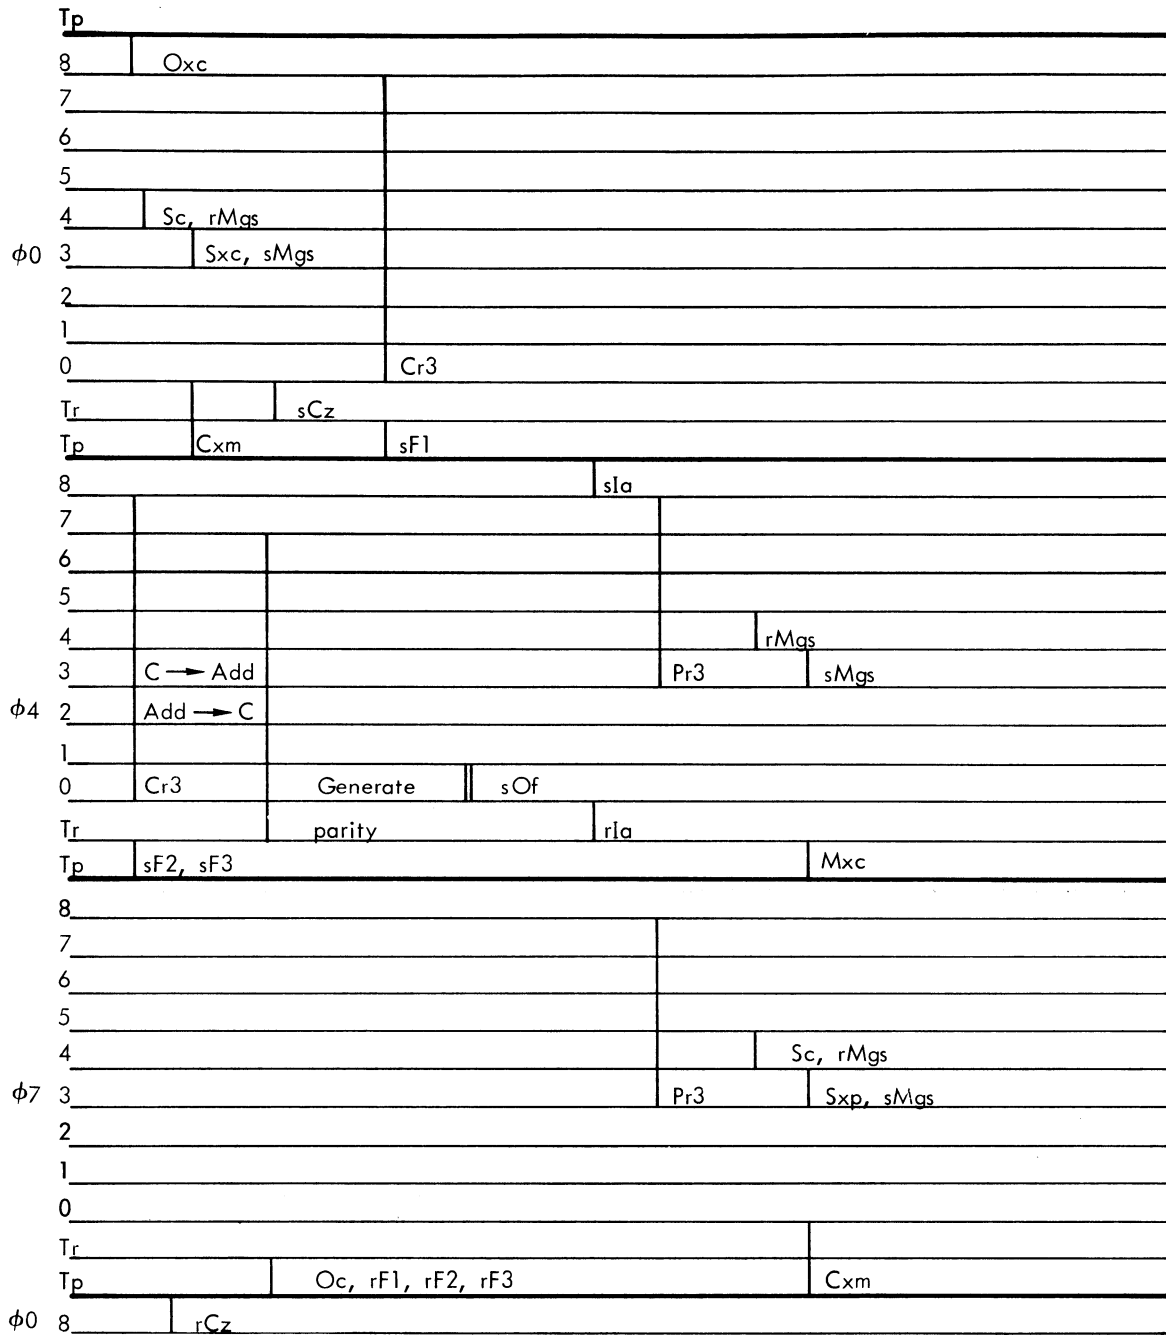 Tp
8 Oxc
7
6
5
4 Sc, rMgs
ϕ0 3 Sxc, sMgs
2
1
0 Cr3
Tr sCz
Tp Cxm sF1
8 sIa
7
6
5
4 rMgs
3 C → Add Pr3 sMgs
ϕ4 2 Add → C
1
0 Cr3 Generate sOf
Tr parity rIa
Tp sF2, sF3 Mxc
8
7
6
5
4 Sc, rMgs
ϕ7 3 Pr3 Sxp, sMgs
2
1
0
Tr
Tp Oc, rF1, rF2, rF3 Cxm
ϕ0 8 rCz